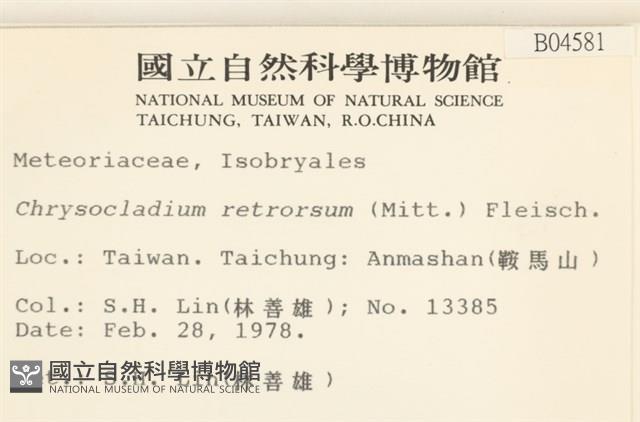 B04581
國立自然科學博物館
NATIONAL MUSEUM OF NATURAL SCIENCE
TAICHUNG, TAIWAN, R.O.CHINA
Meteoriaceae, Isobryales
Chrysocladium retrorsum (Mitt.) Fleisch.
Loc.: Taiwan. Taichung: Anmashan(鞍馬山)
Col.: S.H. Lin(林善雄); No. 13385
Date: Feb. 28, 1978.
S.H. Lin(林善雄)
國立自然科學博物館
NATIONAL MUSEUM OF NATURAL SCIENCE